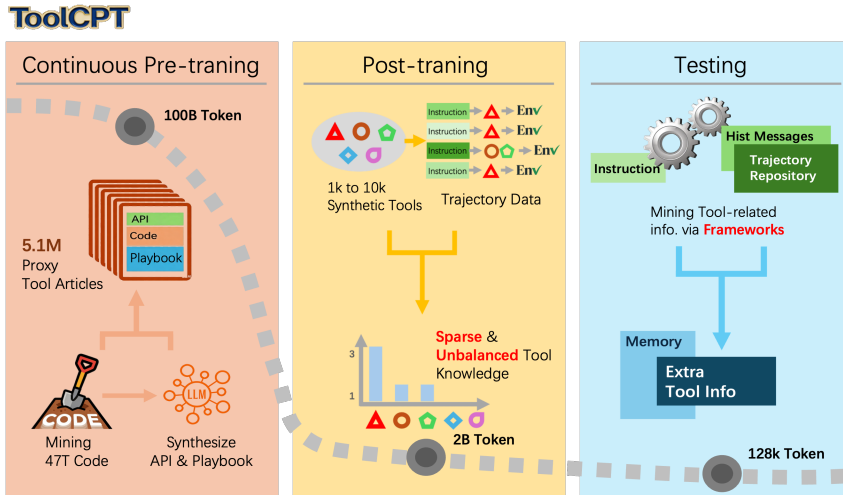 ToolCPT
Continuous Pre-traning
100B Token
API
Code
Playbook
5.1M
Proxy
Tool Articles
CODE
LLM
Mining
47T Code
Synthesize
API & Playbook
Post-traning
Instruction
Env
Instruction
Env
Instruction
Env
Instruction
Env
1k to 10k
Synthetic Tools
Trajectory Data
Sparse &
Unbalanced Tool
Knowledge
3
1
2B Token
Testing
Instruction
Hist Messages
Trajectory
Repository
Mining Tool-related
info. via Frameworks
Memory
Extra
Tool Info
128k Token